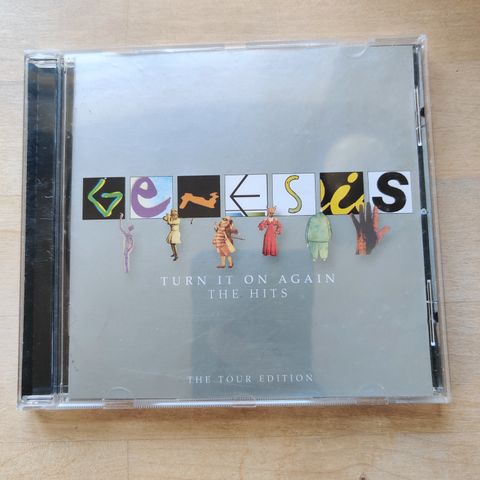 GENESIS
TURN IT ON AGAIN
THE HITS
THE TOUR EDITION